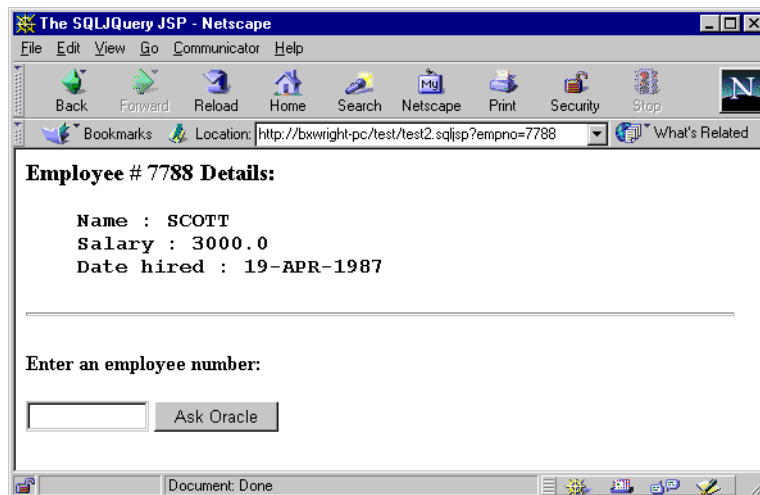 The SQLJQuery JSP - Netscape
File Edit View Go Communicator Help
Back Forward Reload Home Search My Netscape Print Security Stop N
Bookmarks Location: http://bxwright-pc/test/test2.sqljsp?empno=7788 What's Related
Employee # 7788 Details:
Name : SCOTT
Salary : 3000.0
Date hired : 19-APR-1987
Enter an employee number:
Ask Oracle
Document: Done